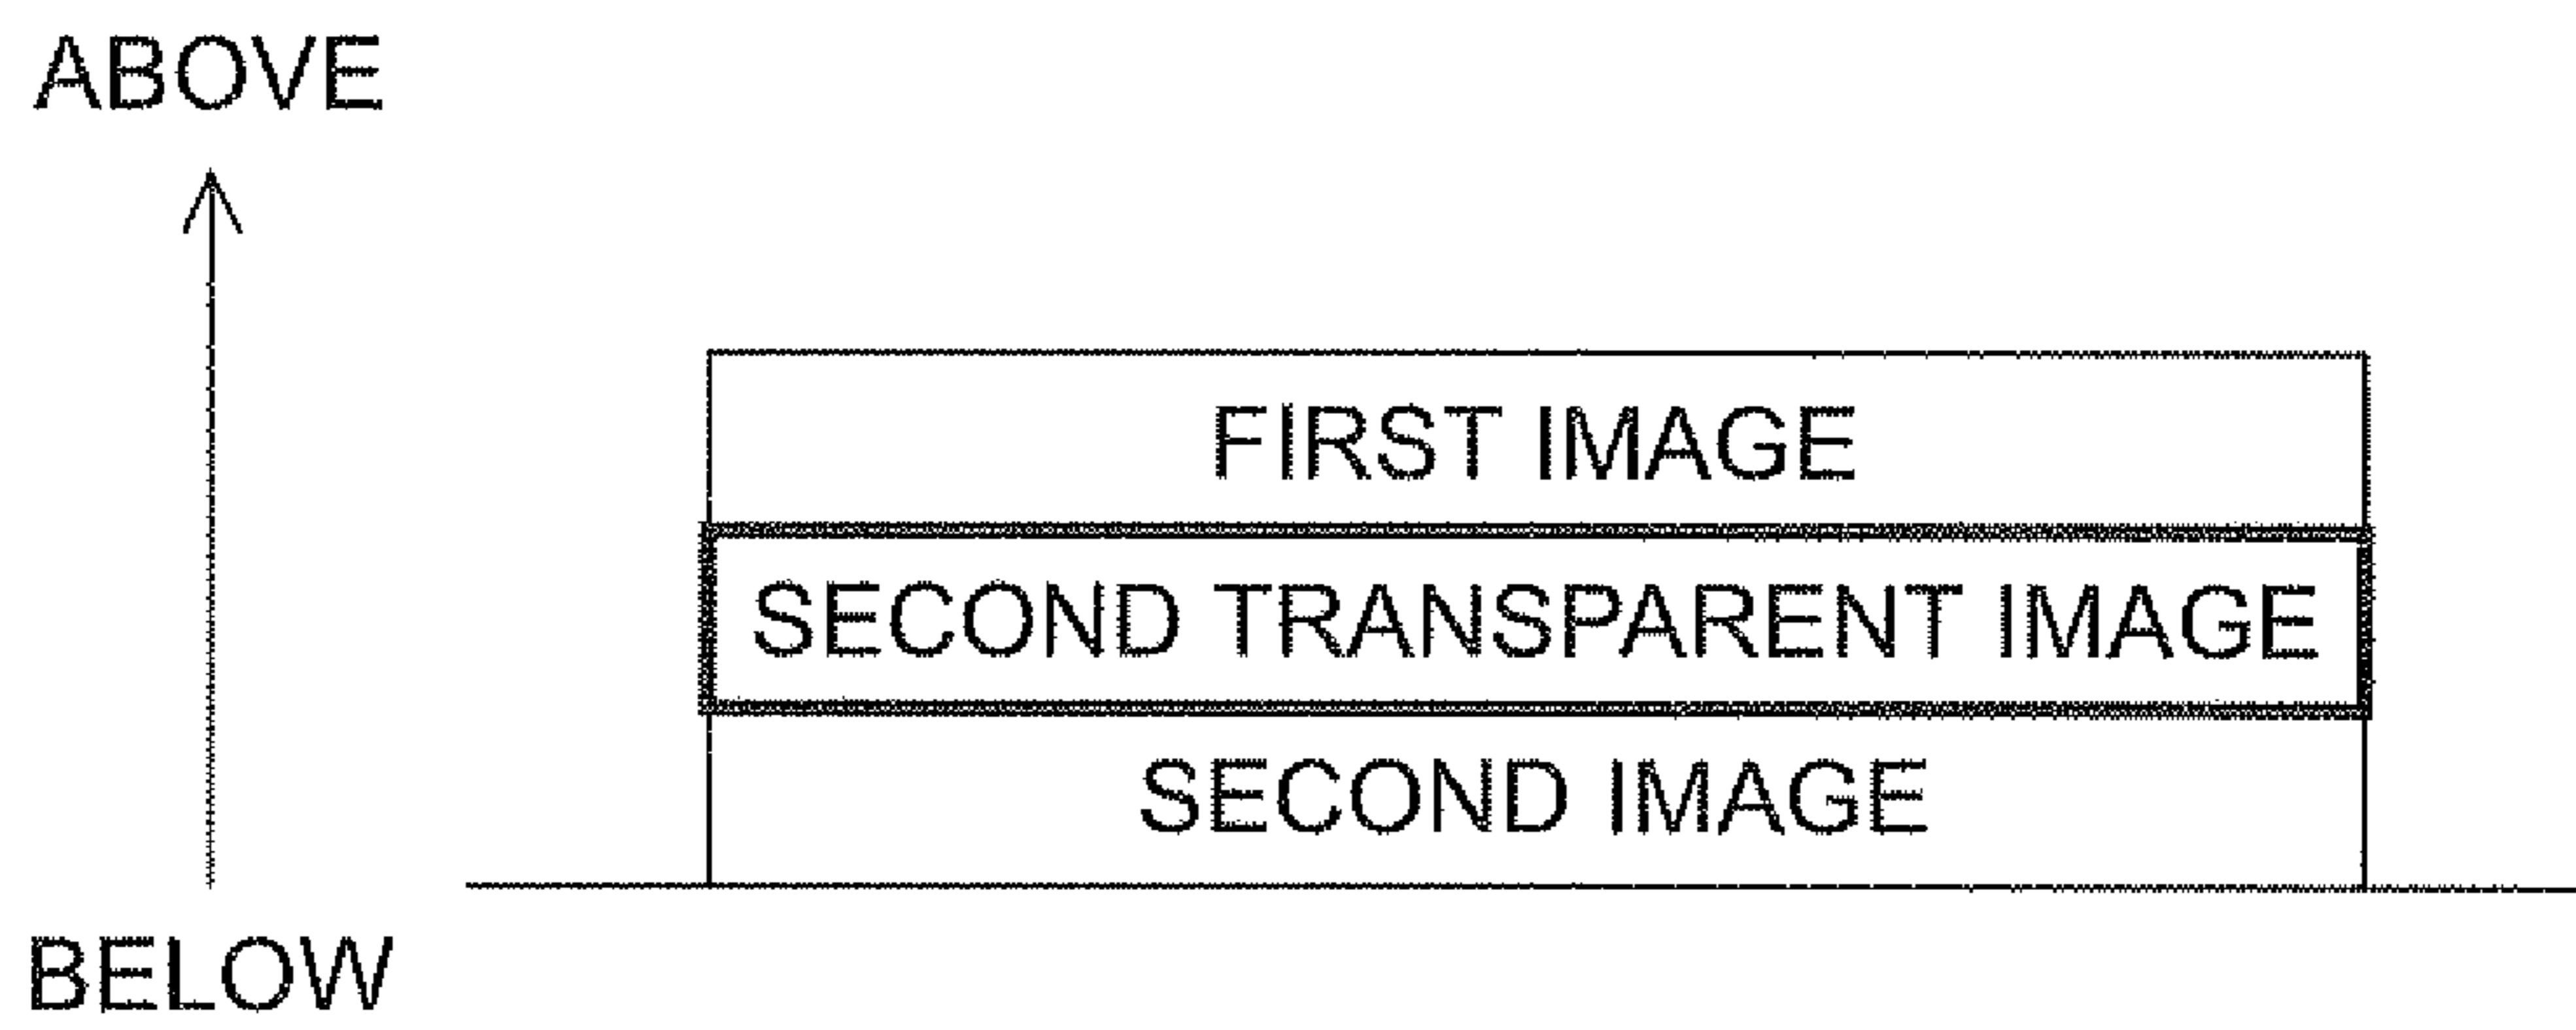 ABOVE
FIRST IMAGE
SECOND TRANSPARENT IMAGE
SECOND IMAGE
BELOW